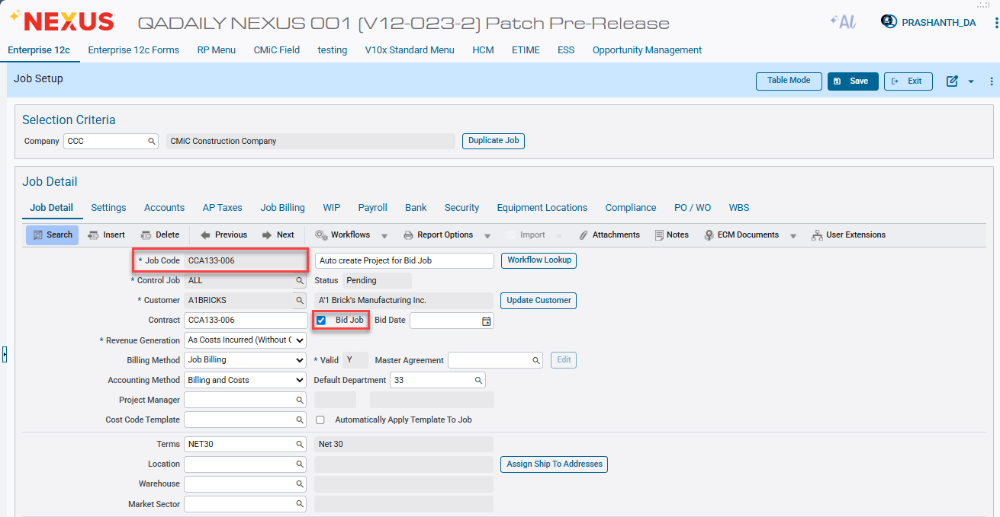 NEXUS QADAILY NEXUS 001 (V12-023-2) Patch Pre-Release AI PRASHANTH_DA
Enterprise 12c Enterprise 12c Forms RP Menu CMiC Field testing V10x Standard Menu HCM ETIME ESS Opportunity Management
Job Setup Table Mode Save Exit
Selection Criteria
Company CCC CMiC Construction Company Duplicate Job
Job Detail
Job Detail Settings Accounts AP Taxes Job Billing WIP Payroll Bank Security Equipment Locations Compliance PO / WO WBS
Search Insert Delete Previous Next Workflows Report Options Import Attachments Notes ECM Documents User Extensions
* Job Code CCA133-006 Auto create Project for Bid Job Workflow Lookup
* Control Job ALL Status Pending
* Customer A1BRICKS A'1 Brick's Manufacturing Inc. Update Customer
Contract CCA133-006 Bid Job Bid Date
* Revenue Generation As Costs Incurred (Without C
Billing Method Job Billing * Valid Y Master Agreement Edit
Accounting Method Billing and Costs Default Department 33
Project Manager
Cost Code Template Automatically Apply Template To Job
Terms NET30 Net 30
Location Assign Ship To Addresses
Warehouse
Market Sector